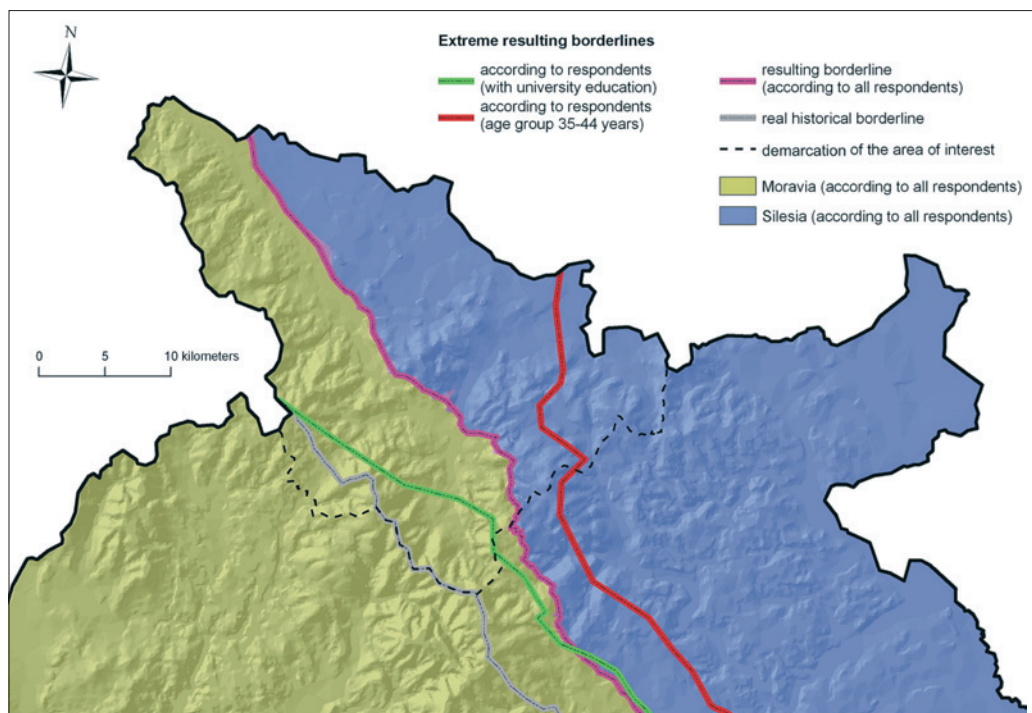 N
Extreme resulting borderlines
according to respondents
(with university education)
according to respondents
(age group 35-44 years)
resulting borderline
(according to all respondents)
real historical borderline
demarcation of the area of interest
Moravia (according to all respondents)
Silesia (according to all respondents)
0 5 10 kilometers